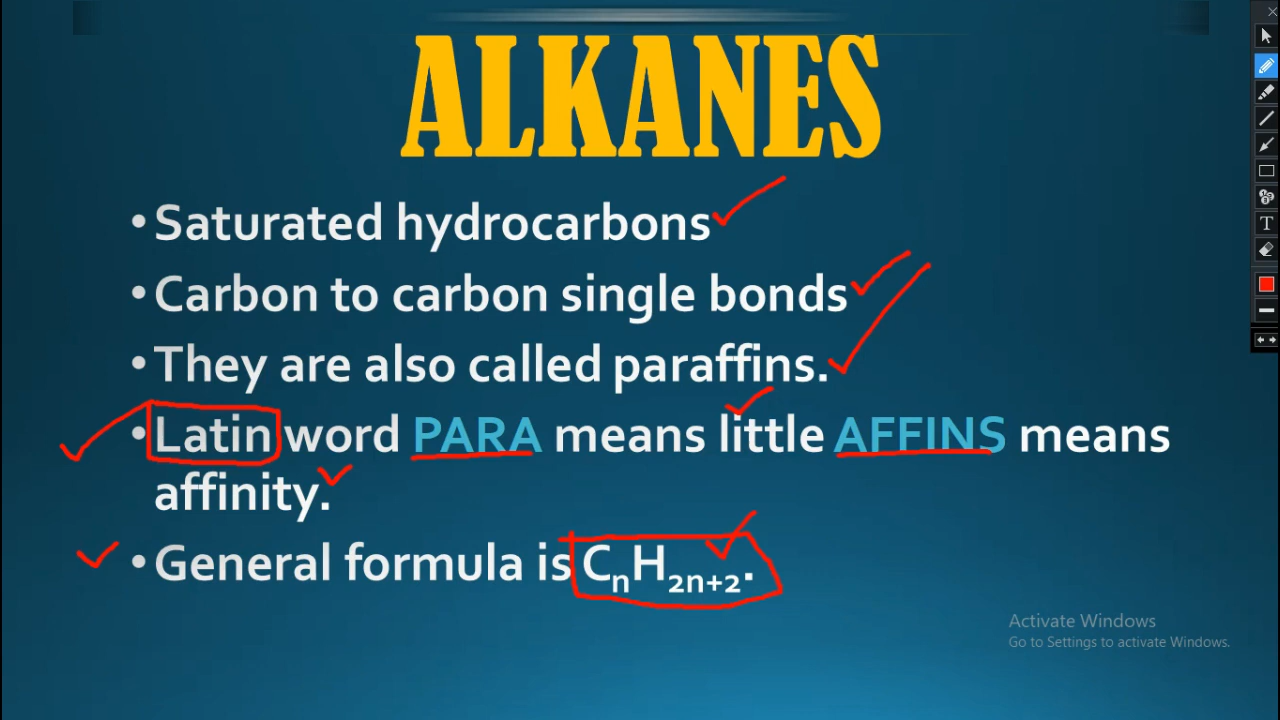 ALKANES
•Saturated hydrocarbons
•Carbon to carbon single bonds
•They are also called paraffins.
•Latin word PARA means little AFFINS means
affinity.
•General formula is CₙH₂ₙ₊₂.
Activate Windows
Go to Settings to activate Windows.